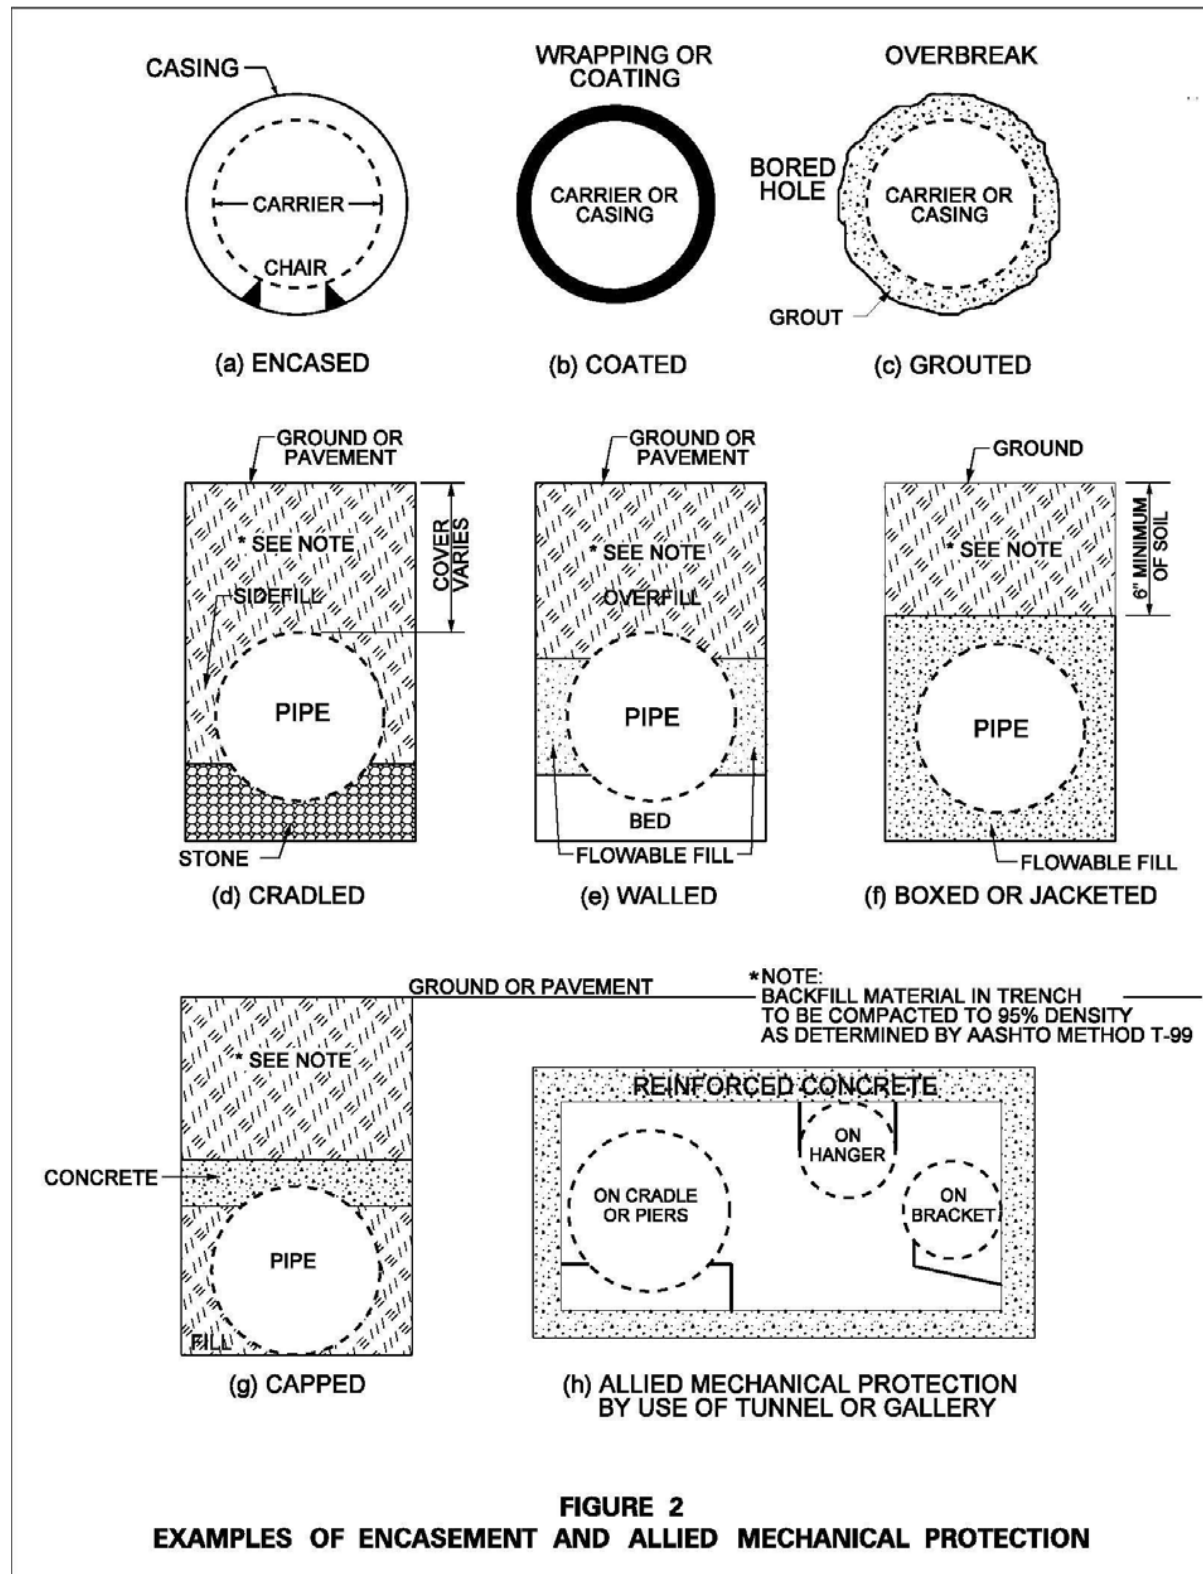 CASING
CARRIER
CHAIR
(a) ENCASED
WRAPPING OR
COATING
CARRIER OR
CASING
(b) COATED
OVERBREAK
BORED
HOLE
CARRIER OR
CASING
GROUT
(c) GROUTED
GROUND OR
PAVEMENT
* SEE NOTE
COVER
VARIES
SIDEFILL
PIPE
STONE
(d) CRADLED
GROUND OR
PAVEMENT
* SEE NOTE
OVERFILL
PIPE
BED
FLOWABLE FILL
(e) WALLED
GROUND
* SEE NOTE
6" MINIMUM
OF SOIL
PIPE
FLOWABLE FILL
(f) BOXED OR JACKETED
GROUND OR PAVEMENT
* NOTE:
BACKFILL MATERIAL IN TRENCH
TO BE COMPACTED TO 95% DENSITY
AS DETERMINED BY AASHTO METHOD T-99
* SEE NOTE
CONCRETE
PIPE
FILL
(g) CAPPED
REINFORCED CONCRETE
ON CRADLE
OR PIERS
ON
HANGER
ON
BRACKET
(h) ALLIED MECHANICAL PROTECTION
BY USE OF TUNNEL OR GALLERY
FIGURE 2
EXAMPLES OF ENCASEMENT AND ALLIED MECHANICAL PROTECTION